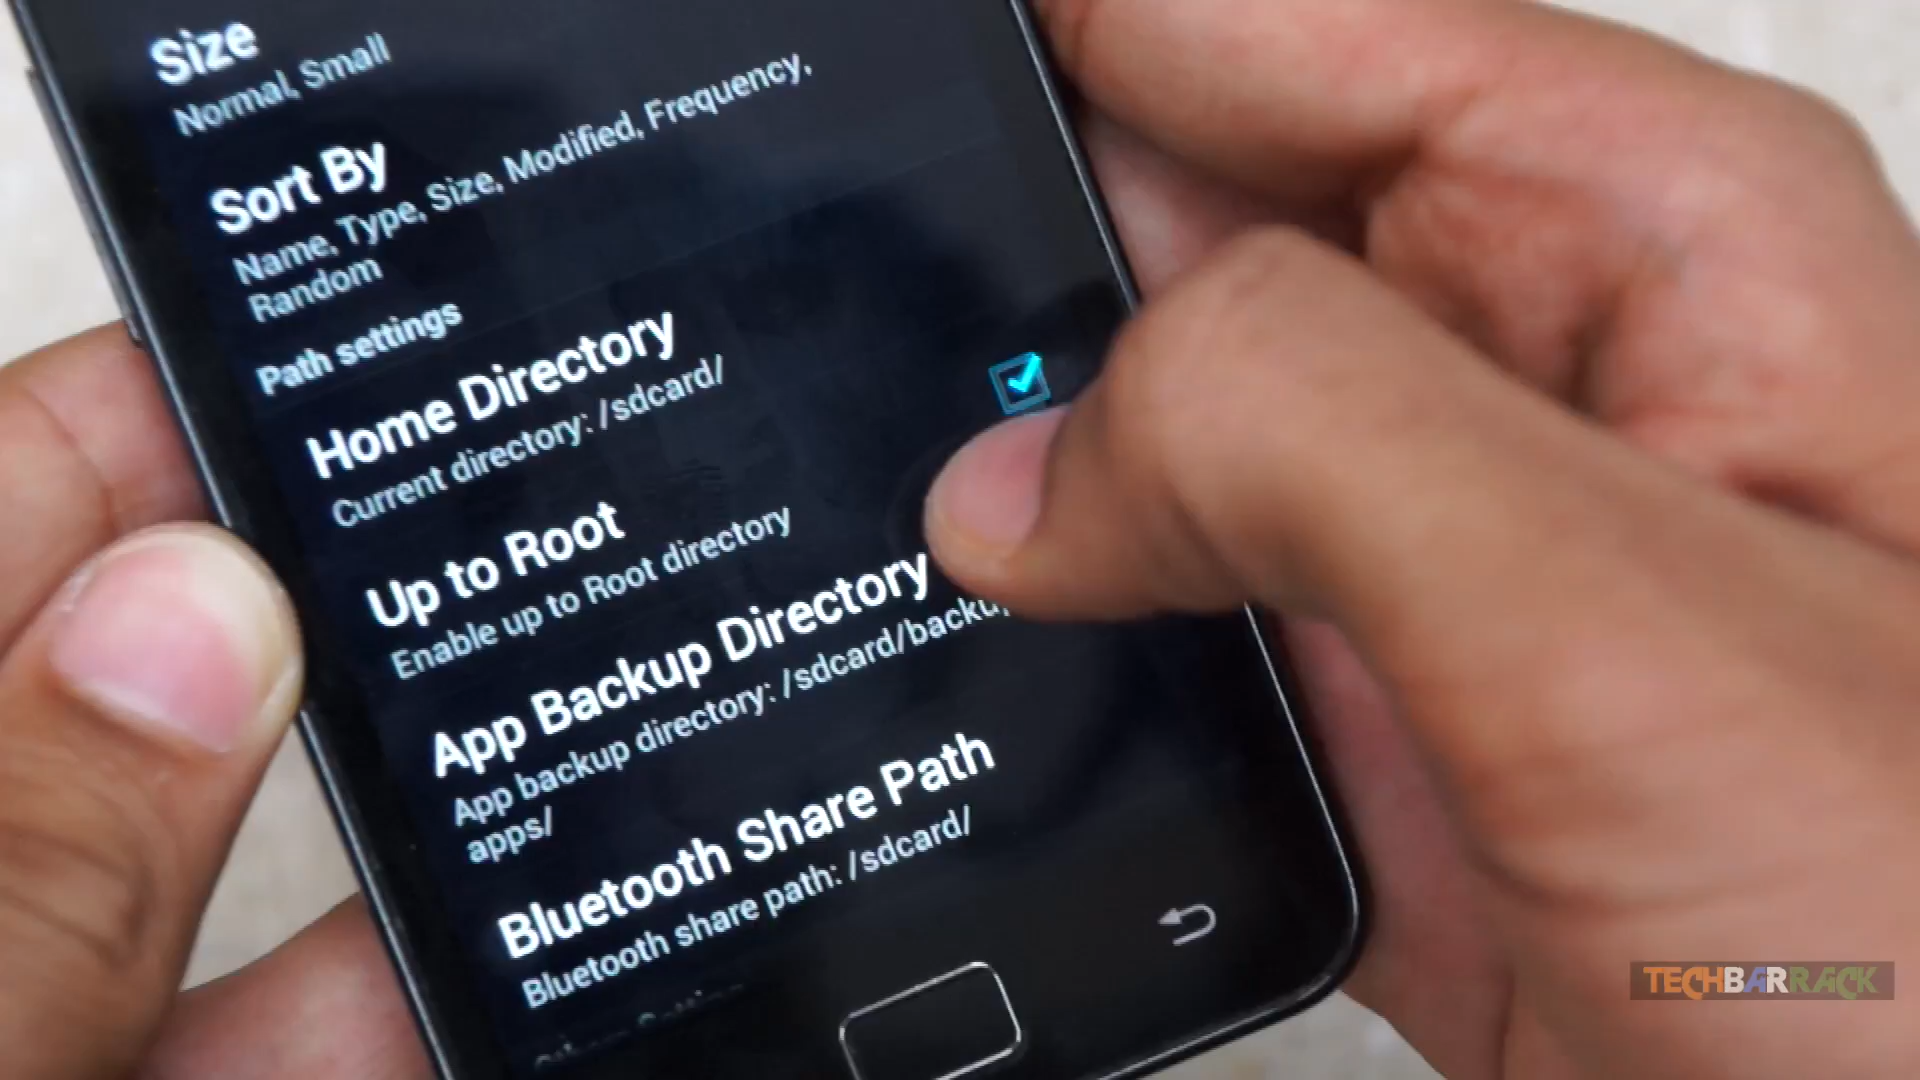 Size
Normal, Small
Sort By
Name, Type, Size, Modified, Frequency,
Random
Path settings
Home Directory
Current directory: /sdcard/
Up to Root
Enable up to Root directory
App Backup Directory
App backup directory: /sdcard/backup
apps/
Bluetooth Share Path
Bluetooth share path: /sdcard/
TECHBARRACK